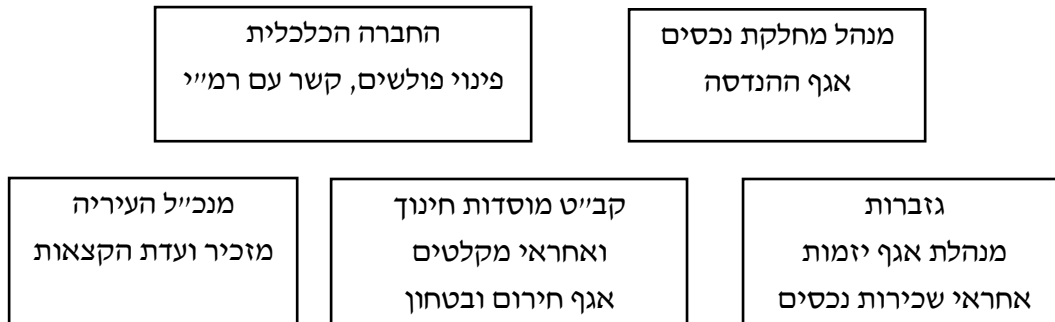 מנהל מחלקת נכסים
אגף ההנדסה
החברה הכלכלית
פינוי פולשים, קשר עם רמ״י
גזברות
מנהלת אגף יזמות
אחראי שכירות נכסים
קב״ט מוסדות חינוך
ואחראי מקלטים
אגף חירום ובטחון
מנכ״ל העיריה
מזכיר ועדת הקצאות